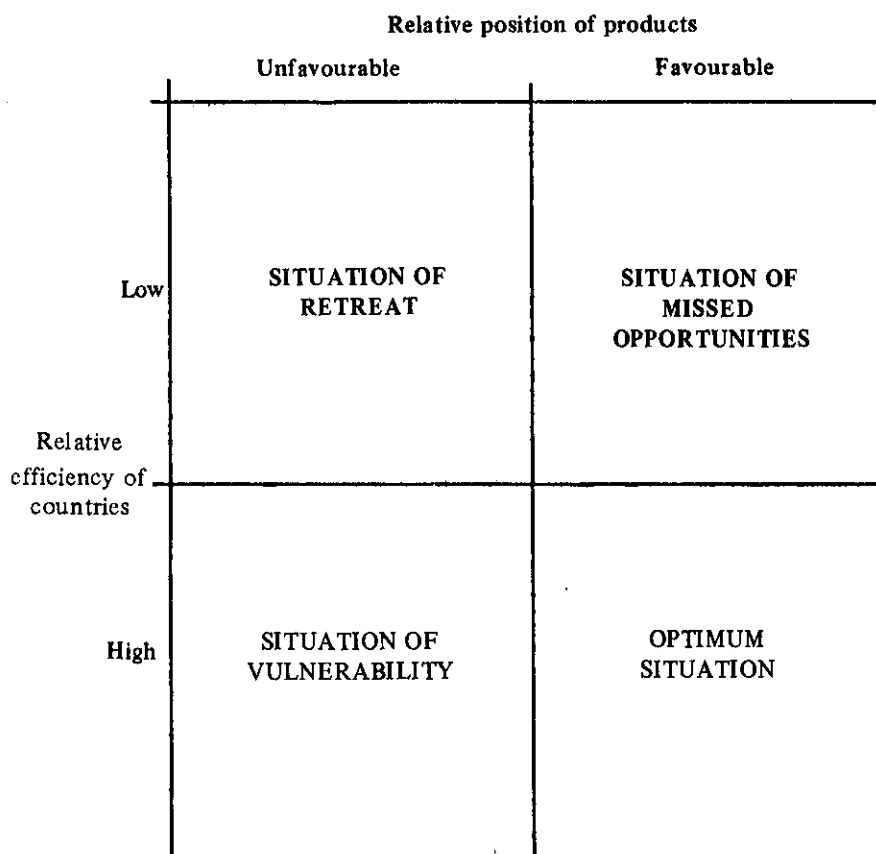 Relative position of products
Unfavourable Favourable
Low
SITUATION OF
RETREAT
SITUATION OF
MISSED
OPPORTUNITIES
Relative
efficiency of
countries
High
SITUATION OF
VULNERABILITY
OPTIMUM
SITUATION